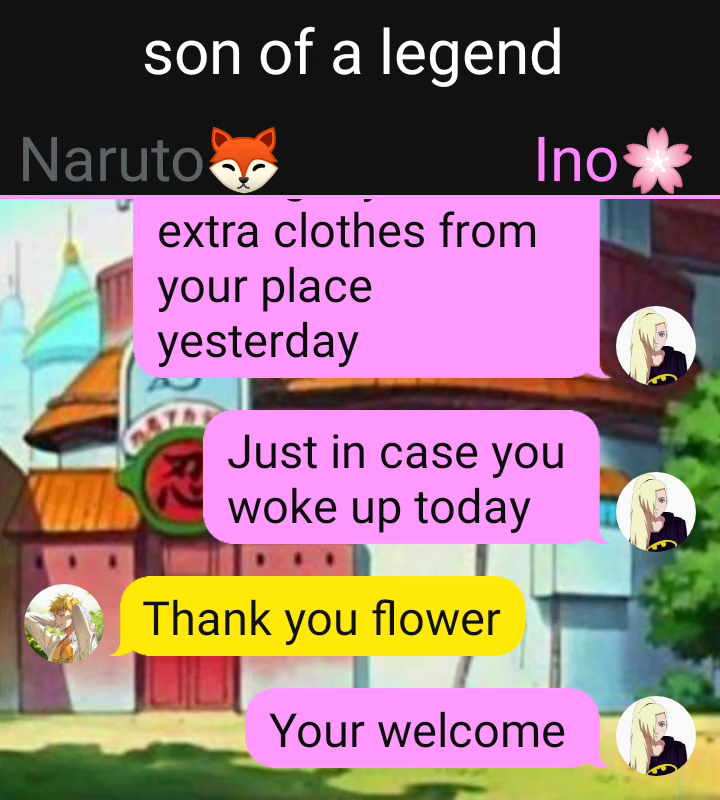 son of a legend
Naruto🦊
Ino🌸
extra clothes from
your place
yesterday
忍
Just in case you
woke up today
Thank you flower
Your welcome